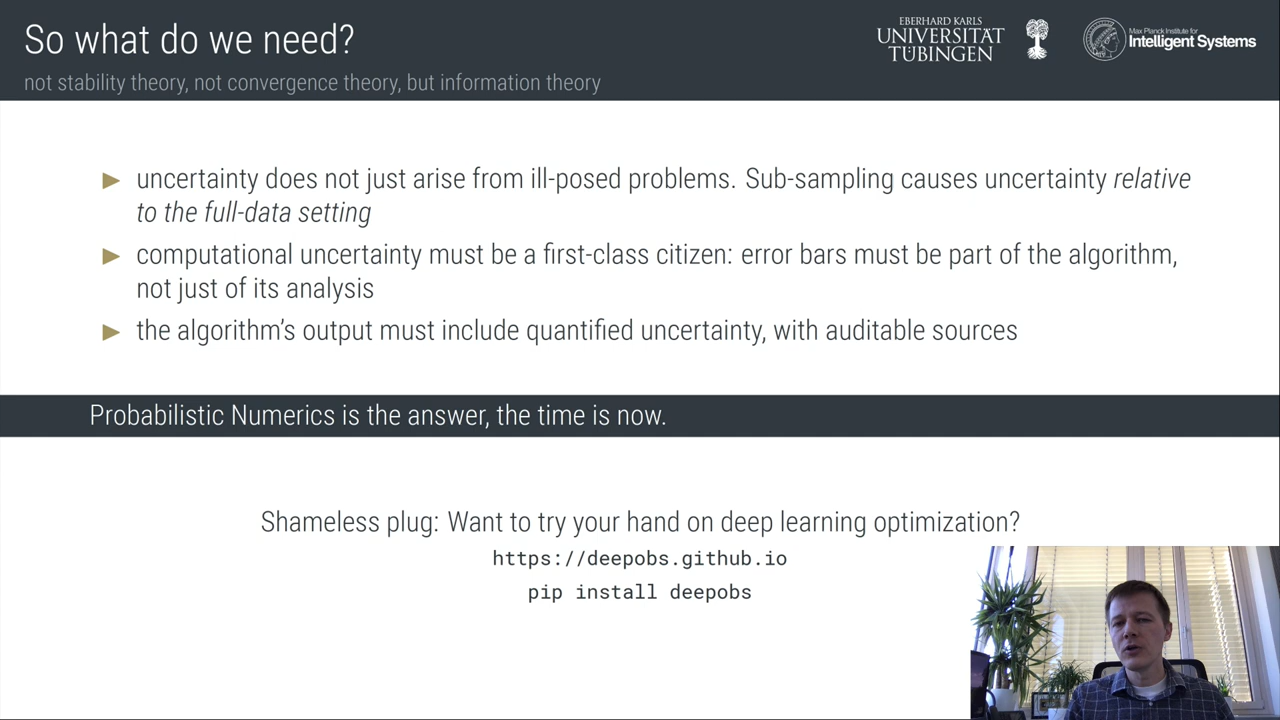 So what do we need?
not stability theory, not convergence theory, but information theory
EBERHARD KARLS
UNIVERSITÄT
TÜBINGEN
Max Planck Institute for
Intelligent Systems
▶ uncertainty does not just arise from ill-posed problems. Sub-sampling causes uncertainty relative
to the full-data setting
▶ computational uncertainty must be a first-class citizen: error bars must be part of the algorithm,
not just of its analysis
▶ the algorithm's output must include quantified uncertainty, with auditable sources
Probabilistic Numerics is the answer, the time is now.
Shameless plug: Want to try your hand on deep learning optimization?
https://deepobs.github.io
pip install deepobs